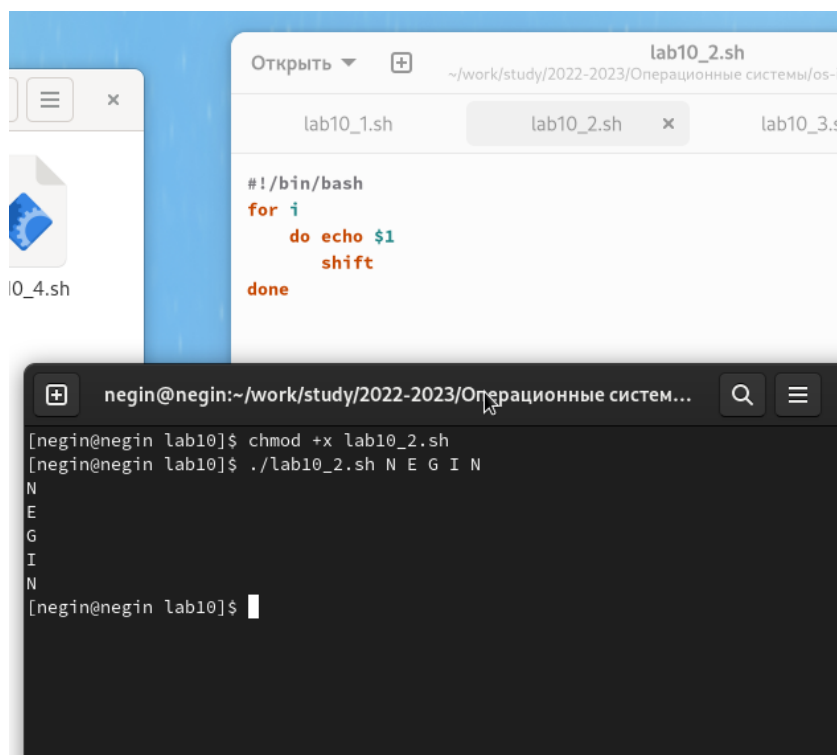 Открыть
lab10_2.sh
~/work/study/2022-2023/Операционные системы/os-
lab10_1.sh
lab10_2.sh
lab10_3.s
#!/bin/bash
for i
do echo $1
shift
done
10_4.sh
negin@negin:~/work/study/2022-2023/Операционные систем...
[negin@negin lab10]$ chmod +x lab10_2.sh
[negin@negin lab10]$ ./lab10_2.sh N E G I N
N
E
G
I
N
[negin@negin lab10]$